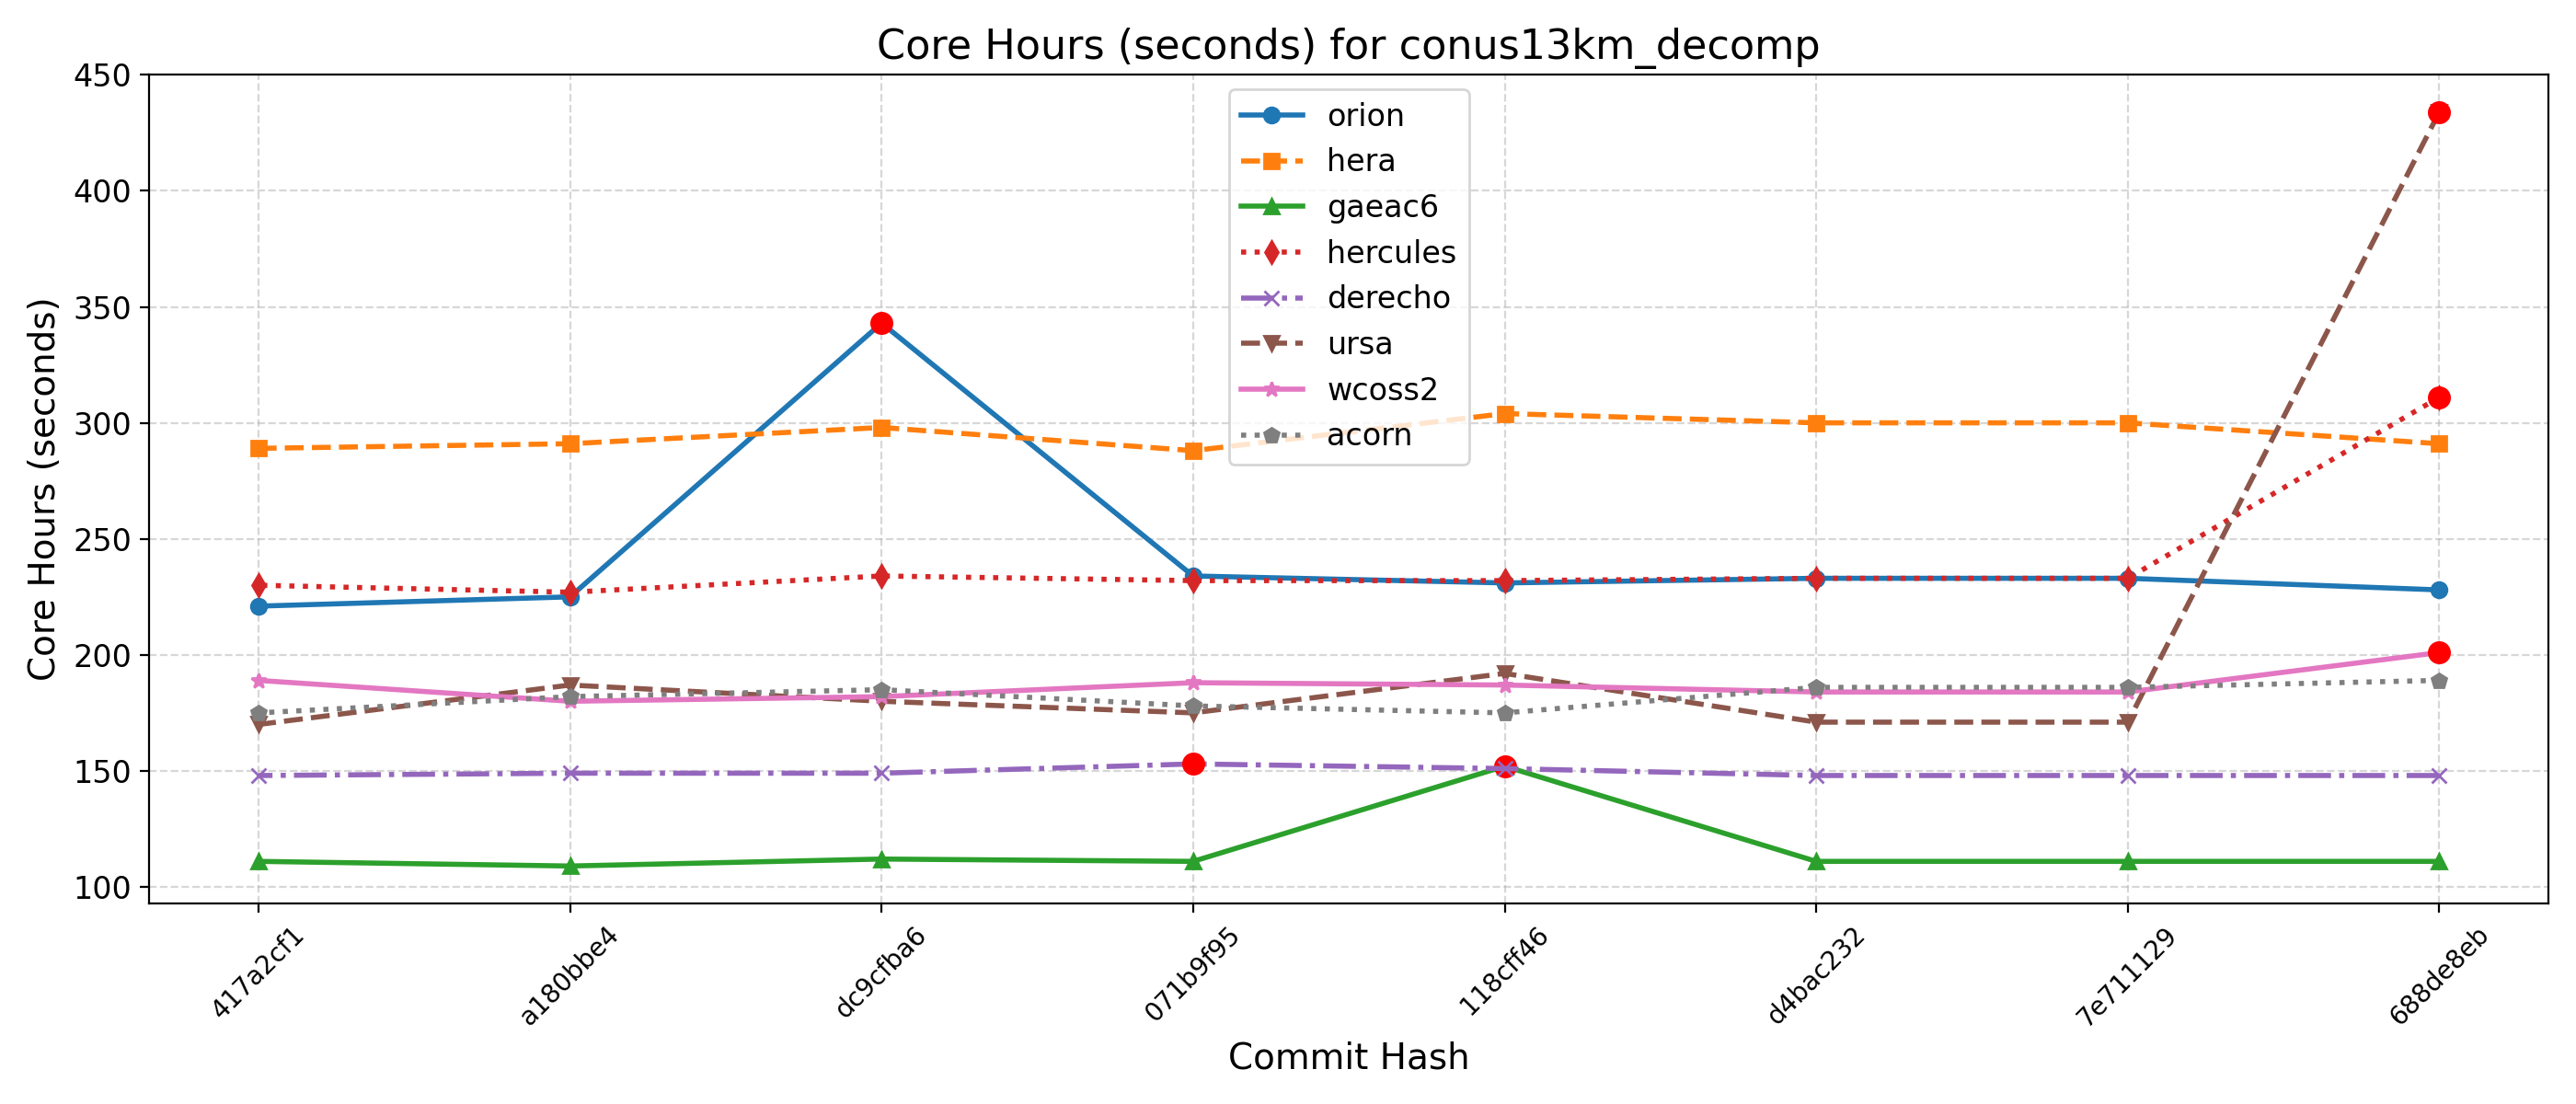 Core Hours (seconds) for conus13km_decomp
Core Hours (seconds)
450
400
350
300
250
200
150
100
orion
hera
gaeac6
hercules
derecho
ursa
wcoss2
acorn
417a2cf1
a180bbe4
dc9cfba6
071b9f95
118cff46
d4bac232
7e711129
688de8eb
Commit Hash